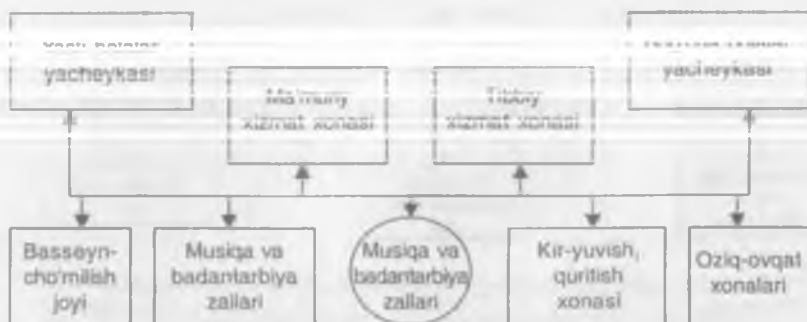 yacheykasi
yacheykasi
Ma'muriy
xizmat xonasi
Tibbiy
xizmat xonasi
Basseyn-
cho'milish
joyi
Musiqa va
badantarbiya
zallari
Musiqa va
badantarbiya
zallari
Kir-yuvish,
quritish
xonasi
Oziq-ovqat
xonalari